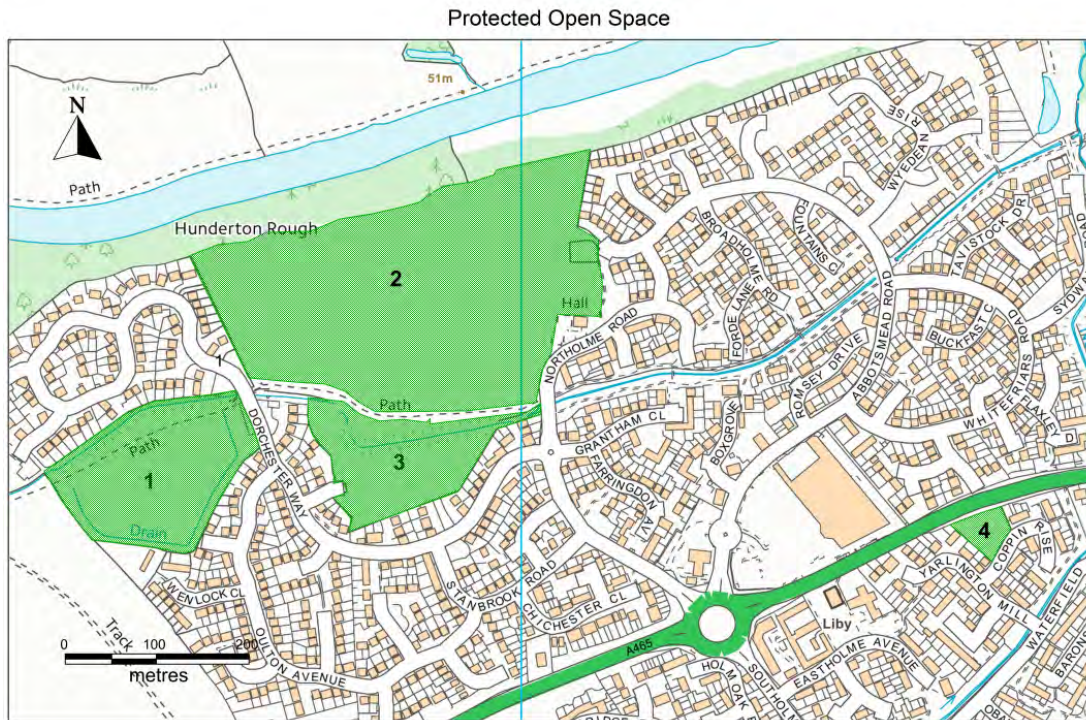 Protected Open Space
51m
N
Path
Hunderton Rough
WYEDEAN
RISE
FOUNTAINS C
TAVISTOCK DR
BROADHOLME RD
FORDE LANE
2
Hall
NORTHOLME ROAD
ABBOTSMEAD ROAD
BUCKFAST C
WHITEFRIARS ROAD
FLAXLEY D
ROMSEY DRIVE
Path
DORCHESTER WAY
GRANTHAM CL
BOXGROVE
Path
1
3
Drain
4
COPPIN
RISE
YARLINGTON MILL
WATERFIELD
WENLOCK CL
STANBROOK ROAD
CHICHESTER CL
Liby
Track
OULTON AVENUE
0 100 200
metres
A465
HOLM OAK
SOUTHOLM
EASTHOLME AVENUE
BARO